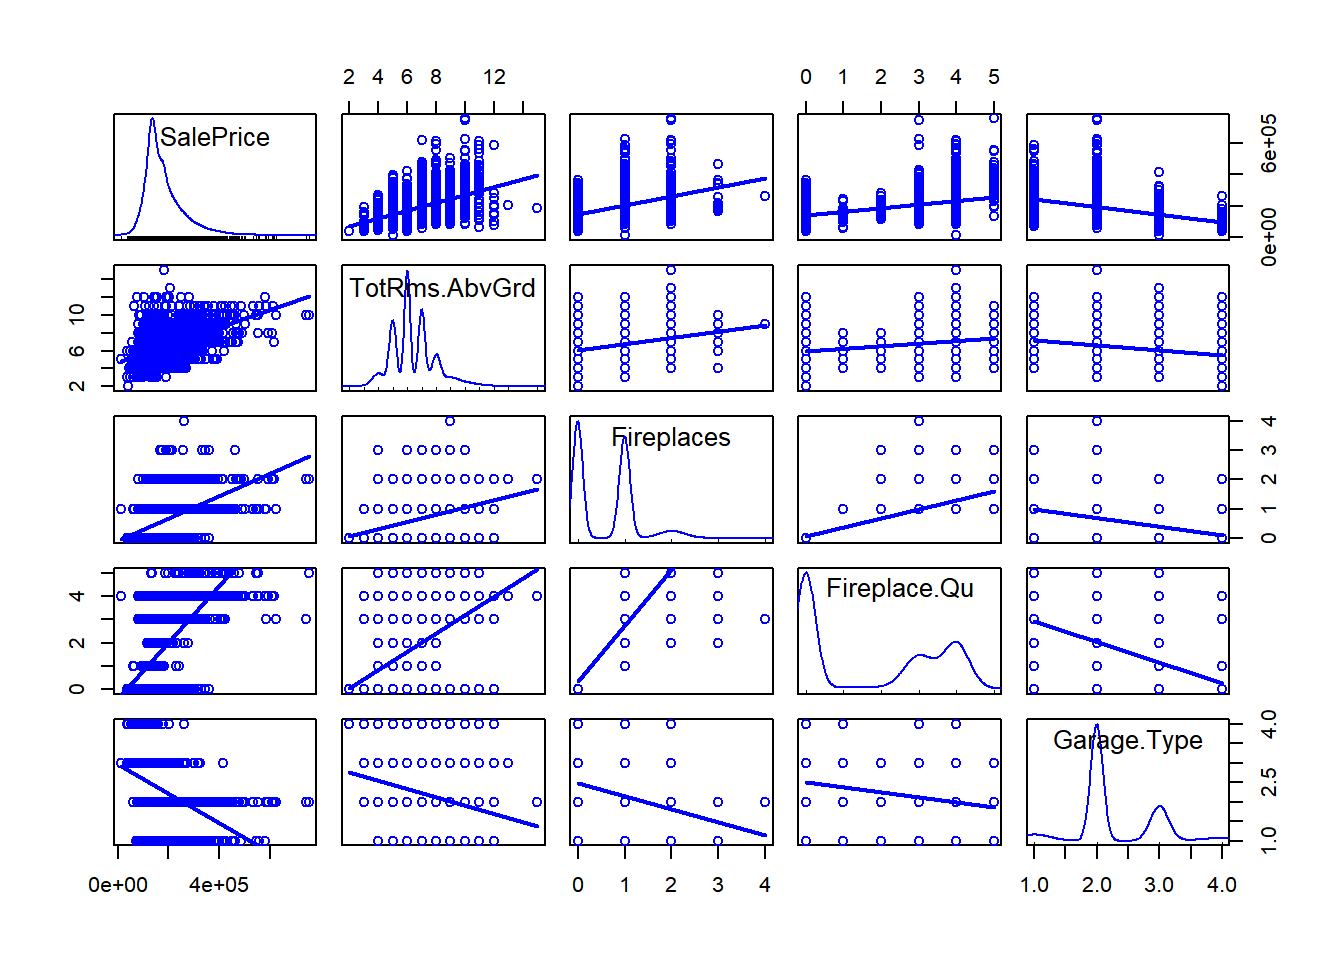 2 4 6 8 12
0 1 2 3 4 5
SalePrice
0e+00 6e+05
TotRms.AbvGrd
2 6 10
Fireplaces
0 1 2 3 4
Fireplace.Qu
0 2 4
Garage.Type
1.0 2.5 4.0
0e+00 4e+05
0 1 2 3 4
1.0 2.0 3.0 4.0